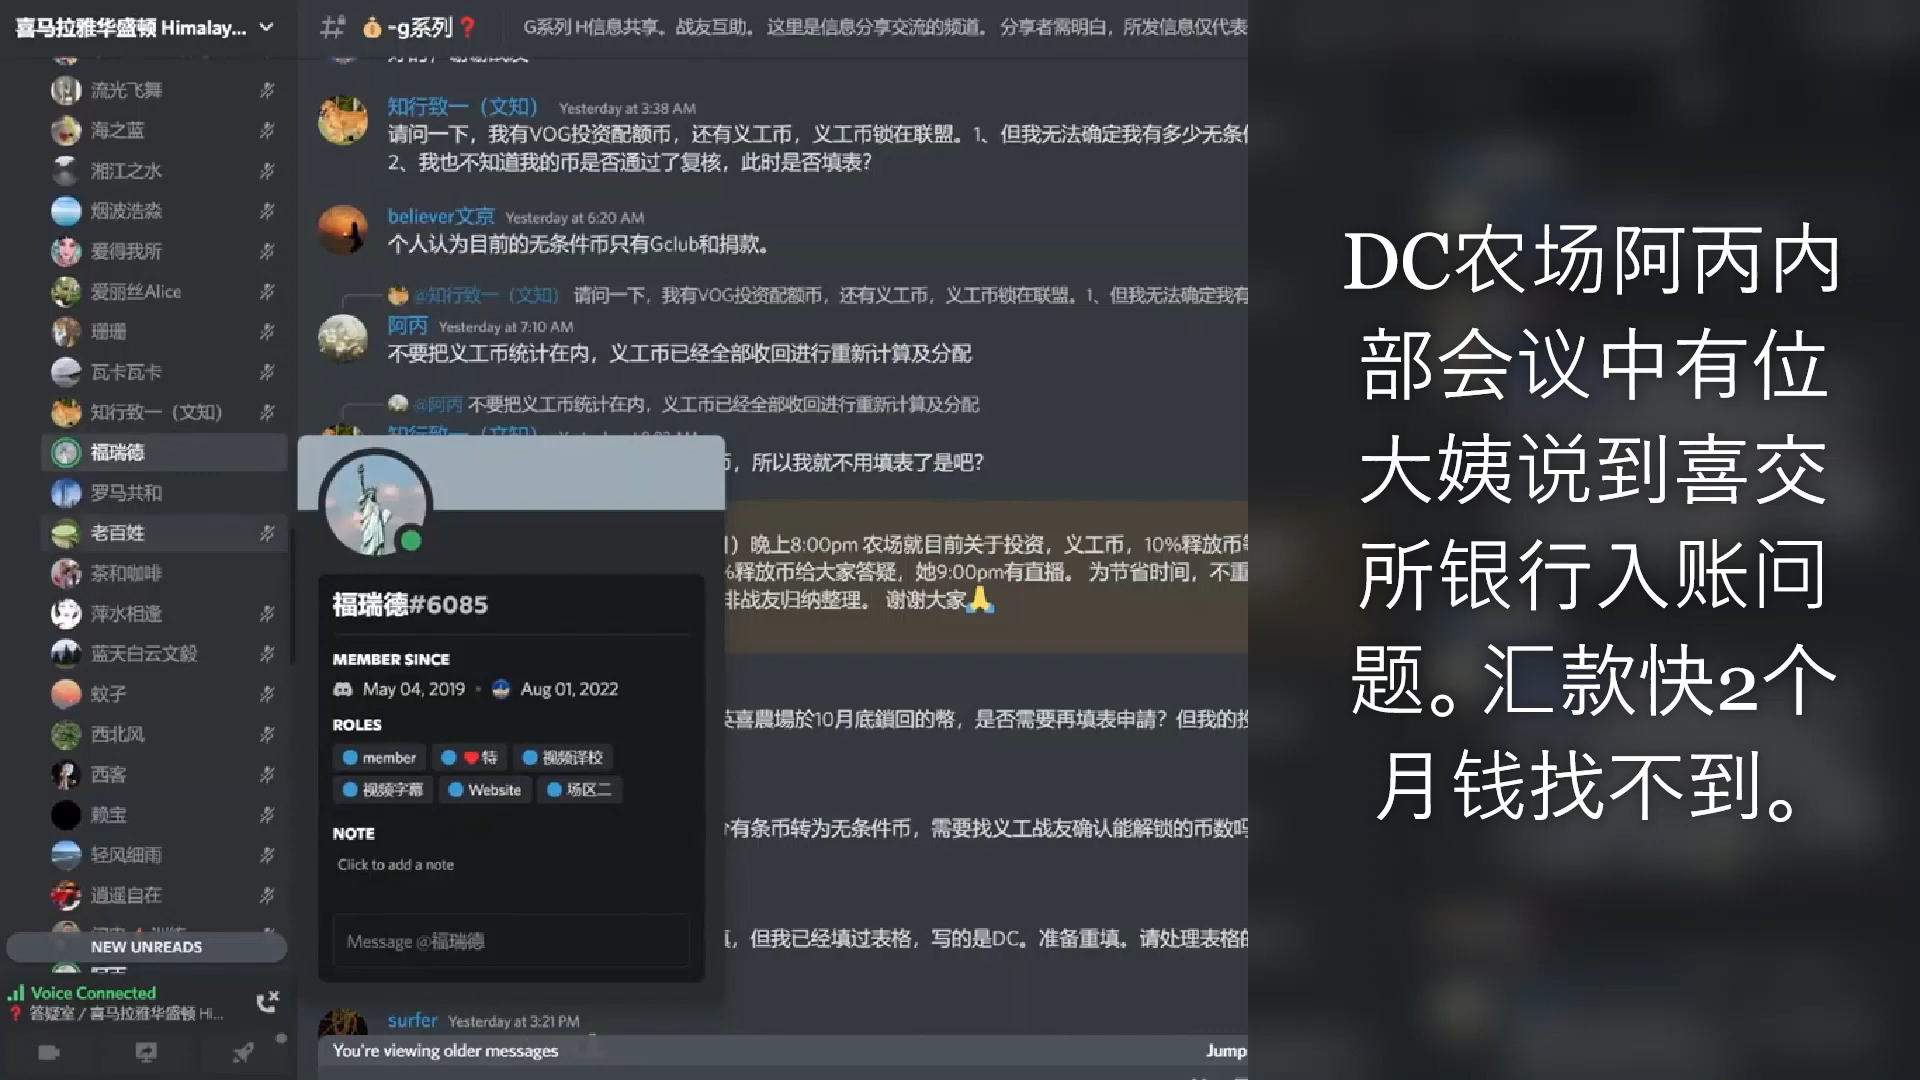 喜马拉雅华盛顿 Himalay...
-g系列❓
G系列 H信息共享。战友互助。 这里是信息分享交流的频道。 分享者需明白，所发信息仅代表
流光飞舞
海之蓝
湘江之水
烟波浩淼
爱得我所
爱丽丝Alice
珊珊
瓦卡瓦卡
知行致一（文知）
福瑞德
罗马共和
老百姓
茶和咖啡
萍水相逢
蓝天白云文毅
蚊子
西北风
西客
赖宝
轻风细雨
逍遥自在
NEW UNREADS
Voice Connected
❓ 答疑室 / 喜马拉雅华盛顿 Hi...
知行致一（文知） Yesterday at 3:38 AM
请问一下，我有VOG投资配额币，还有义工币，义工币锁在联盟。1、但我无法确定我有多少无条
2、我也不知道我的币是否通过了复核，此时是否填表？
believer文京 Yesterday at 6:20 AM
个人认为目前的无条件币只有Gclub和捐款。
@知行致一（文知） 请问一下，我有VOG投资配额币，还有义工币，义工币锁在联盟。1、但我无法确定我有
阿丙 Yesterday at 7:10 AM
不要把义工币统计在内，义工币已经全部收回进行重新计算及分配
@阿丙 不要把义工币统计在内，义工币已经全部收回进行重新计算及分配
，所以我就不用填表了是吧？
）晚上8:00pm 农场就目前关于投资，义工币，10%释放币
%释放币给大家答疑，她9:00pm有直播。 为节省时间，不重
战友归纳整理。 谢谢大家🙏
喜農場於10月底鎖回的幣，是否需要再填表申請？但我的投
有条币转为无条件币，需要找义工战友确认能解锁的币数吗
，但我已经填过表格，写的是DC。准备重填。请处理表格的
surfer Yesterday at 3:21 PM
You're viewing older messages
Jump
福瑞德#6085
MEMBER SINCE
May 04, 2019 • Aug 01, 2022
ROLES
member
❤特
视频译校
视频字幕
Website
场区二
NOTE
Click to add a note
Message @福瑞德
DC农场阿丙内
部会议中有位
大姨说到喜交
所银行入账问
题。汇款快2个
月钱找不到。